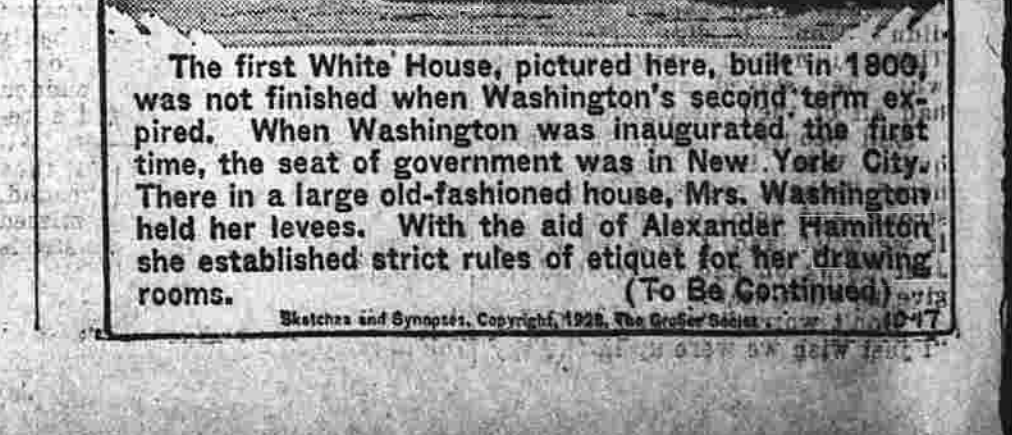 The first White House, pictured here, built in 1800,
was not finished when Washington's second term ex-
pired. When Washington was inaugurated the first
time, the seat of government was in New York City.
There in a large old-fashioned house, Mrs. Washington
held her levees. With the aid of Alexander Hamilton
she established strict rules of etiquet for her drawing
rooms. (To Be Continued)
Sketches and Synopses, Copyright, 1928, The Grolier Society